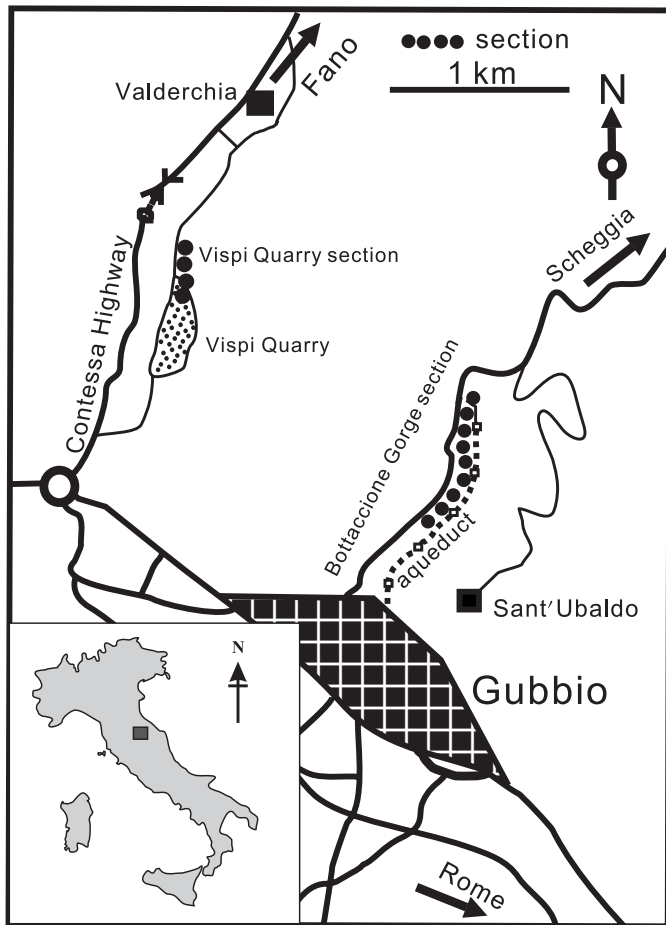 section
1 km
N
Fano
Valderchia
Scheggia
Vispi Quarry section
Contessa Highway
Vispi Quarry
Bottaccione Gorge section
aqueduct
Sant'Ubaldo
Gubbio
N
Rome